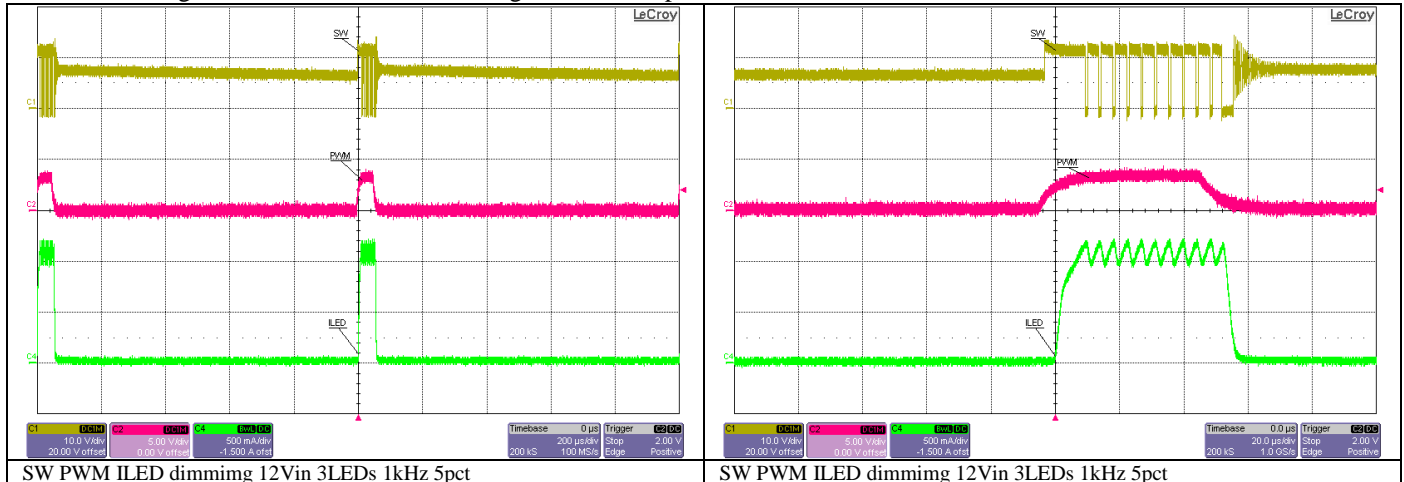 LeCroy
SW
C1
PWM
C2
ILED
C4
C1 DC1M
10.0 V/div
20.00 V offset
C2 DC1M
5.00 V/div
0.00 V offset
C4 BwL DC
500 mA/div
-1.500 A ofst
Timebase 0 µs
200 µs/div
200 kS 100 MS/s
Trigger C2 DC
Stop 2.00 V
Edge Positive
SW PWM ILED dimmimg 12Vin 3LEDs 1kHz 5pct
LeCroy
SW
C1
PWM
C2
ILED
C4
C1 DC1M
10.0 V/div
20.00 V offset
C2 DC1M
5.00 V/div
0.00 V offset
C4 BwL DC
500 mA/div
-1.500 A ofst
Timebase 0.0 µs
20.0 µs/div
200 kS 1.0 GS/s
Trigger C2 DC
Stop 2.00 V
Edge Positive
SW PWM ILED dimmimg 12Vin 3LEDs 1kHz 5pct